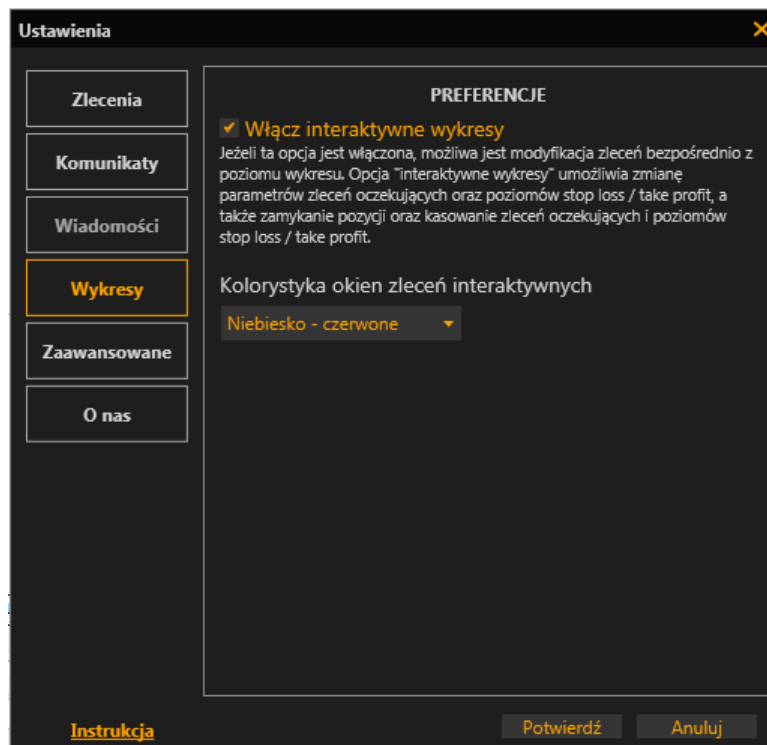 Ustawienia
Zlecenia
Komunikaty
Wiadomości
Wykresy
Zaawansowane
O nas
PREFERENCJE
Włącz interaktywne wykresy
Jeżeli ta opcja jest włączona, możliwa jest modyfikacja zleceń bezpośrednio z
poziomu wykresu. Opcja "interaktywne wykresy" umożliwia zmianę
parametrów zleceń oczekujących oraz poziomów stop loss / take profit, a
także zamykanie pozycji oraz kasowanie zleceń oczekujących i poziomów
stop loss / take profit.
Kolorystyka okien zleceń interaktywnych
Niebiesko - czerwone
Instrukcja
Potwierdź
Anuluj